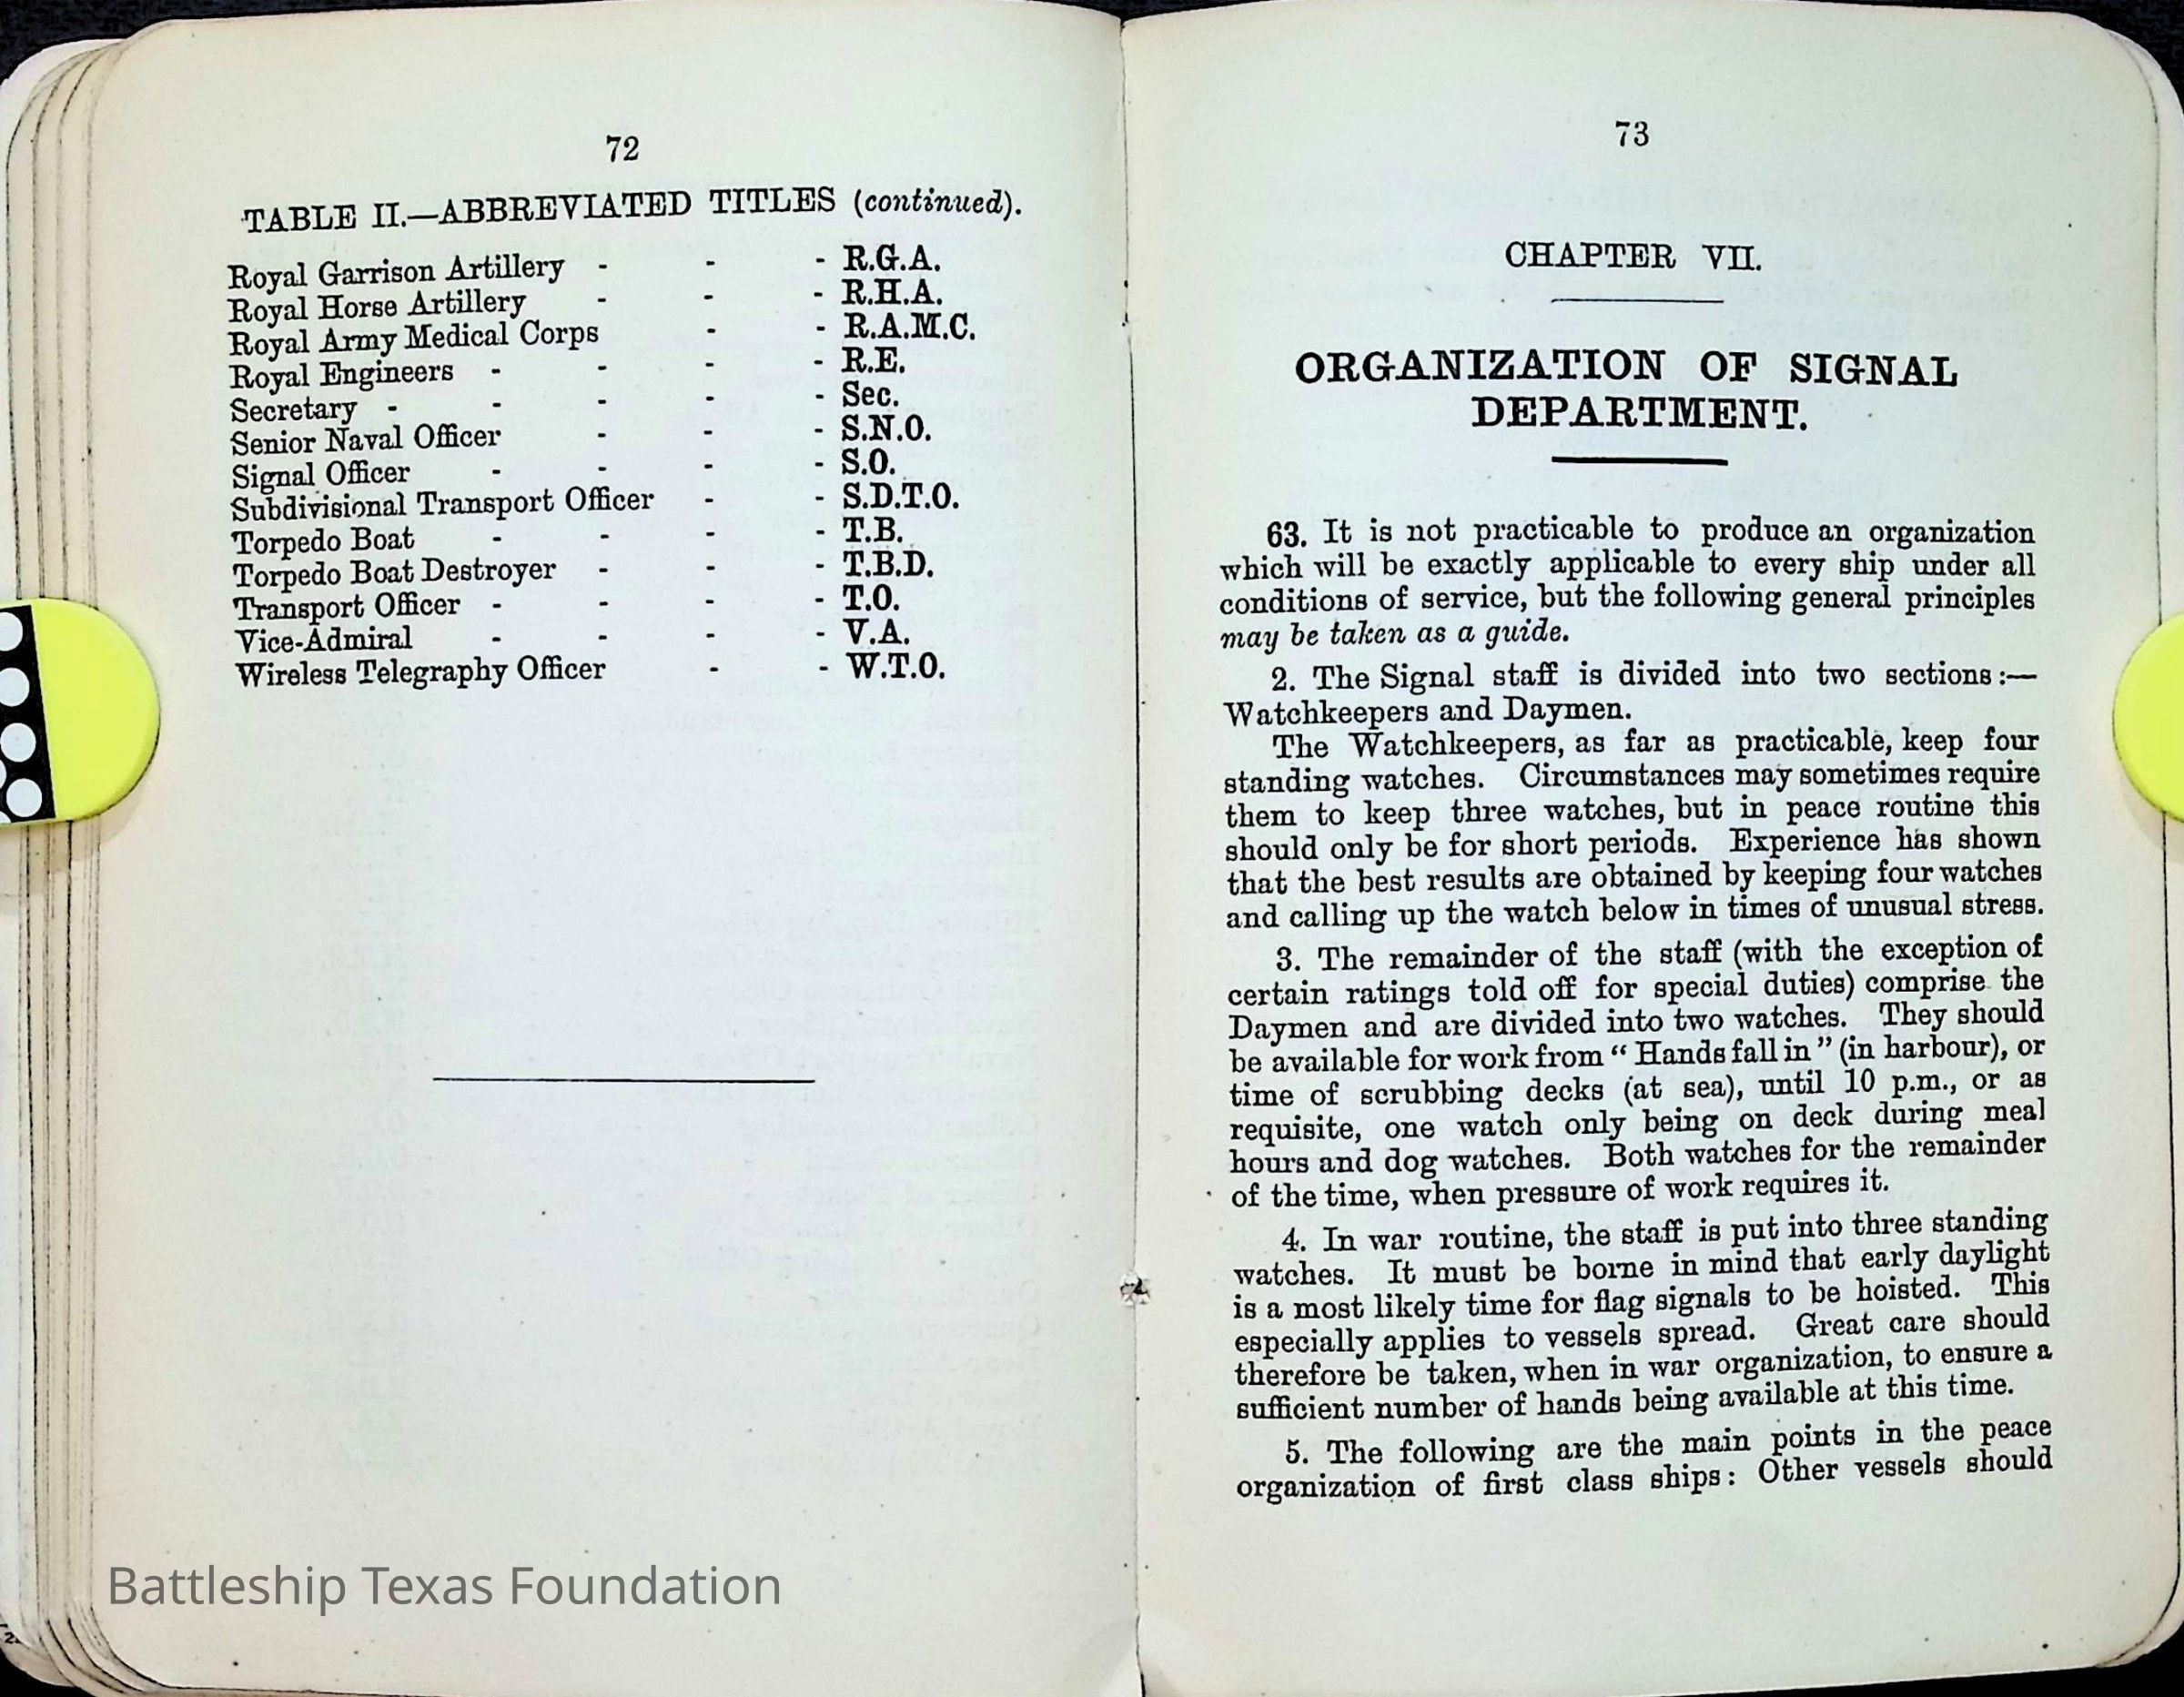 72
TABLE II.—ABBREVIATED TITLES (continued).
Royal Garrison Artillery - - - R.G.A.
Royal Horse Artillery - - - R.H.A.
Royal Army Medical Corps - - R.A.M.C.
Royal Engineers - - - - R.E.
Secretary - - - - - Sec.
Senior Naval Officer - - - S.N.O.
Signal Officer - - - - S.O.
Subdivisional Transport Officer - - S.D.T.O.
Torpedo Boat - - - - T.B.
Torpedo Boat Destroyer - - - T.B.D.
Transport Officer - - - - T.O.
Vice-Admiral - - - - V.A.
Wireless Telegraphy Officer - - W.T.O.
Battleship Texas Foundation
73
CHAPTER VII.
ORGANIZATION OF SIGNAL
DEPARTMENT.
63. It is not practicable to produce an organization
which will be exactly applicable to every ship under all
conditions of service, but the following general principles
may be taken as a guide.
2. The Signal staff is divided into two sections:—
Watchkeepers and Daymen.
The Watchkeepers, as far as practicable, keep four
standing watches. Circumstances may sometimes require
them to keep three watches, but in peace routine this
should only be for short periods. Experience has shown
that the best results are obtained by keeping four watches
and calling up the watch below in times of unusual stress.
3. The remainder of the staff (with the exception of
certain ratings told off for special duties) comprise the
Daymen and are divided into two watches. They should
be available for work from “ Hands fall in ” (in harbour), or
time of scrubbing decks (at sea), until 10 p.m., or as
requisite, one watch only being on deck during meal
hours and dog watches. Both watches for the remainder
of the time, when pressure of work requires it.
4. In war routine, the staff is put into three standing
watches. It must be borne in mind that early daylight
is a most likely time for flag signals to be hoisted. This
especially applies to vessels spread. Great care should
therefore be taken, when in war organization, to ensure a
sufficient number of hands being available at this time.
5. The following are the main points in the peace
organization of first class ships: Other vessels should